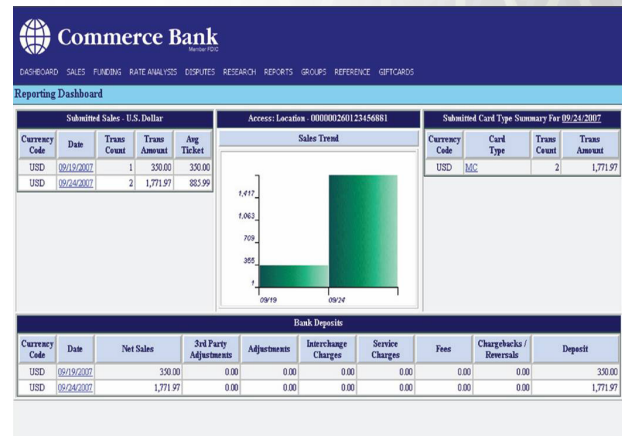 Commerce Bank
Member FDIC
DASHBOARD SALES FUNDING RATE ANALYSIS DISPUTES RESEARCH REPORTS GROUPS REFERENCE GIFTCARDS
Reporting Dashboard
Submitted Sales - U.S. Dollar
Currency Code Date Trans Count Trans Amount Avg Ticket
USD 09/19/2007 1 350.00 350.00
USD 09/24/2007 2 1,771.97 885.99
Access: Location - 000000260123456881
Sales Trend
1,417
1,063
709
355
1
09/19 09/24
Submitted Card Type Summary For 09/24/2007
Currency Code Card Type Trans Count Trans Amount
USD MC 2 1,771.97
Bank Deposits
Currency Code Date Net Sales 3rd Party Adjustments Adjustments Interchange Charges Service Charges Fees Chargebacks / Reversals Deposit
USD 09/19/2007 350.00 0.00 0.00 0.00 0.00 0.00 0.00 350.00
USD 09/24/2007 1,771.97 0.00 0.00 0.00 0.00 0.00 0.00 1,771.97